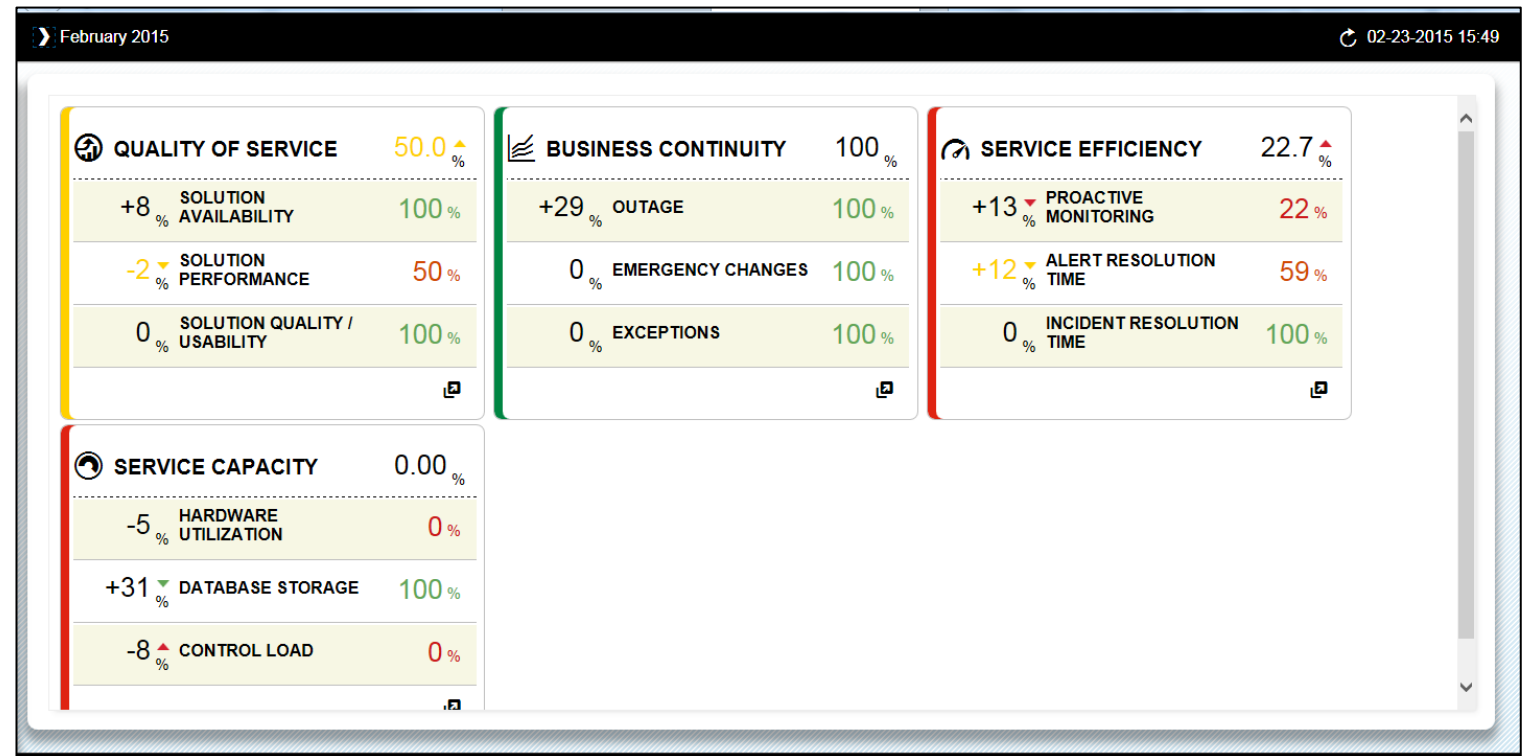 February 2015
02-23-2015 15:49
QUALITY OF SERVICE 50.0 %
+8 % SOLUTION AVAILABILITY 100 %
-2 % SOLUTION PERFORMANCE 50 %
0 % SOLUTION QUALITY / USABILITY 100 %
BUSINESS CONTINUITY 100 %
+29 % OUTAGE 100 %
0 % EMERGENCY CHANGES 100 %
0 % EXCEPTIONS 100 %
SERVICE EFFICIENCY 22.7 %
+13 % PROACTIVE MONITORING 22 %
+12 % ALERT RESOLUTION TIME 59 %
0 % INCIDENT RESOLUTION TIME 100 %
SERVICE CAPACITY 0.00 %
-5 % HARDWARE UTILIZATION 0 %
+31 % DATABASE STORAGE 100 %
-8 % CONTROL LOAD 0 %